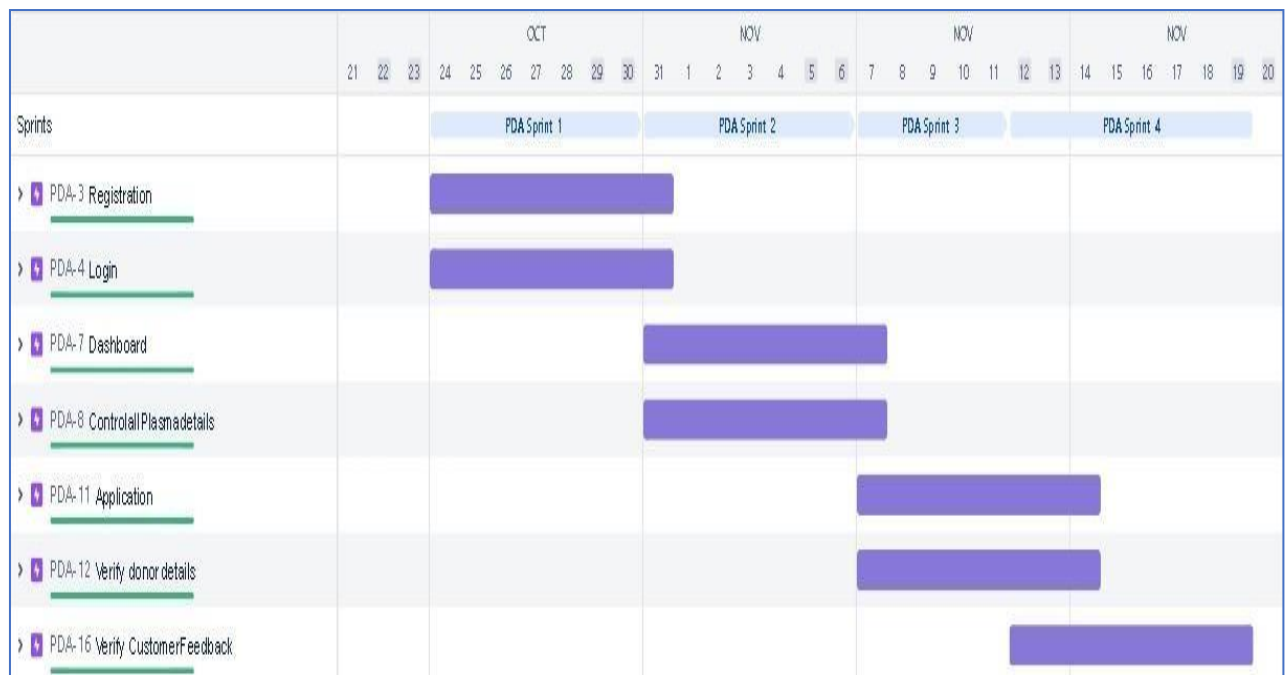 OCT NOV NOV NOV
21 22 23 24 25 26 27 28 29 30 31 1 2 3 4 5 6 7 8 9 10 11 12 13 14 15 16 17 18 19 20
Sprints PDA Sprint 1 PDA Sprint 2 PDA Sprint 3 PDA Sprint 4
PDA-3 Registration
PDA-4 Login
PDA-7 Dashboard
PDA-8 ControlallPlasmadetails
PDA-11 Application
PDA-12 Verify donordetails
PDA-16 Verify CustomerFeedback